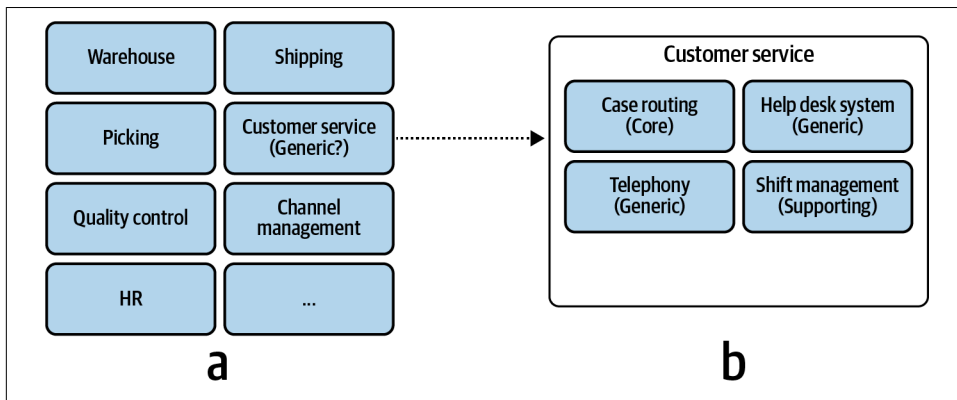 Warehouse
Shipping
Picking
Customer service
(Generic?)
Quality control
Channel
management
HR
...
a
Customer service
Case routing
(Core)
Help desk system
(Generic)
Telephony
(Generic)
Shift management
(Supporting)
b